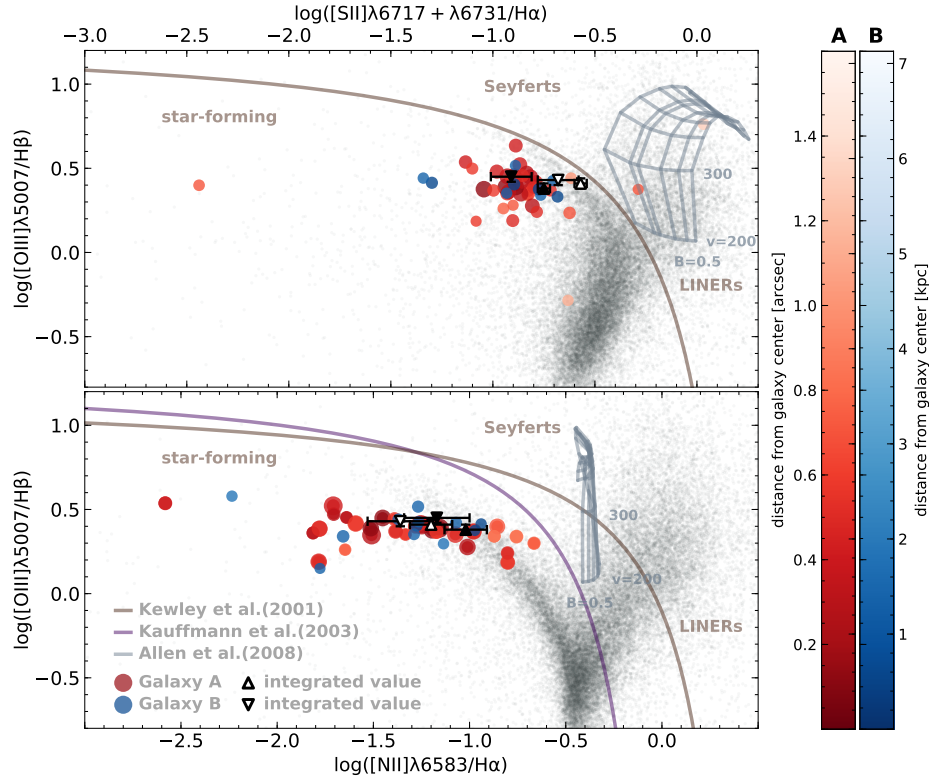 log([SII]λ6717 + λ6731/Hα)
−3.0 −2.5 −2.0 −1.5 −1.0 −0.5 0.0
A B
1.0
0.5
0.0
−0.5
log([OIII]λ5007/Hβ)
star-forming
Seyferts
300
v=200
B=0.5
LINERs
1.0
0.5
0.0
−0.5
log([OIII]λ5007/Hβ)
star-forming
Seyferts
300
v=200
B=0.5
LINERs
Kewley et al.(2001)
Kauffmann et al.(2003)
Allen et al.(2008)
Galaxy A integrated value
Galaxy B integrated value
−2.5 −2.0 −1.5 −1.0 −0.5 0.0
log([NII]λ6583/Hα)
distance from galaxy center [arcsec]
1.4
1.2
1.0
0.8
0.6
0.4
0.2
7
6
5
4
3
2
1
distance from galaxy center [kpc]